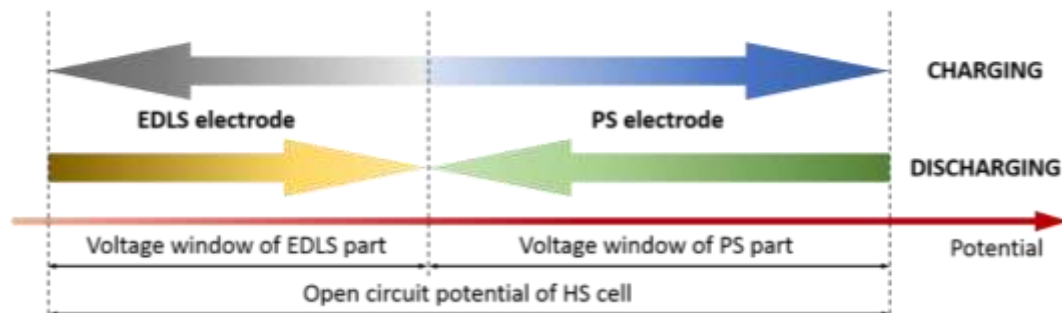 CHARGING
EDLS electrode PS electrode
DISCHARGING
Voltage window of EDLS part Voltage window of PS part Potential
Open circuit potential of HS cell